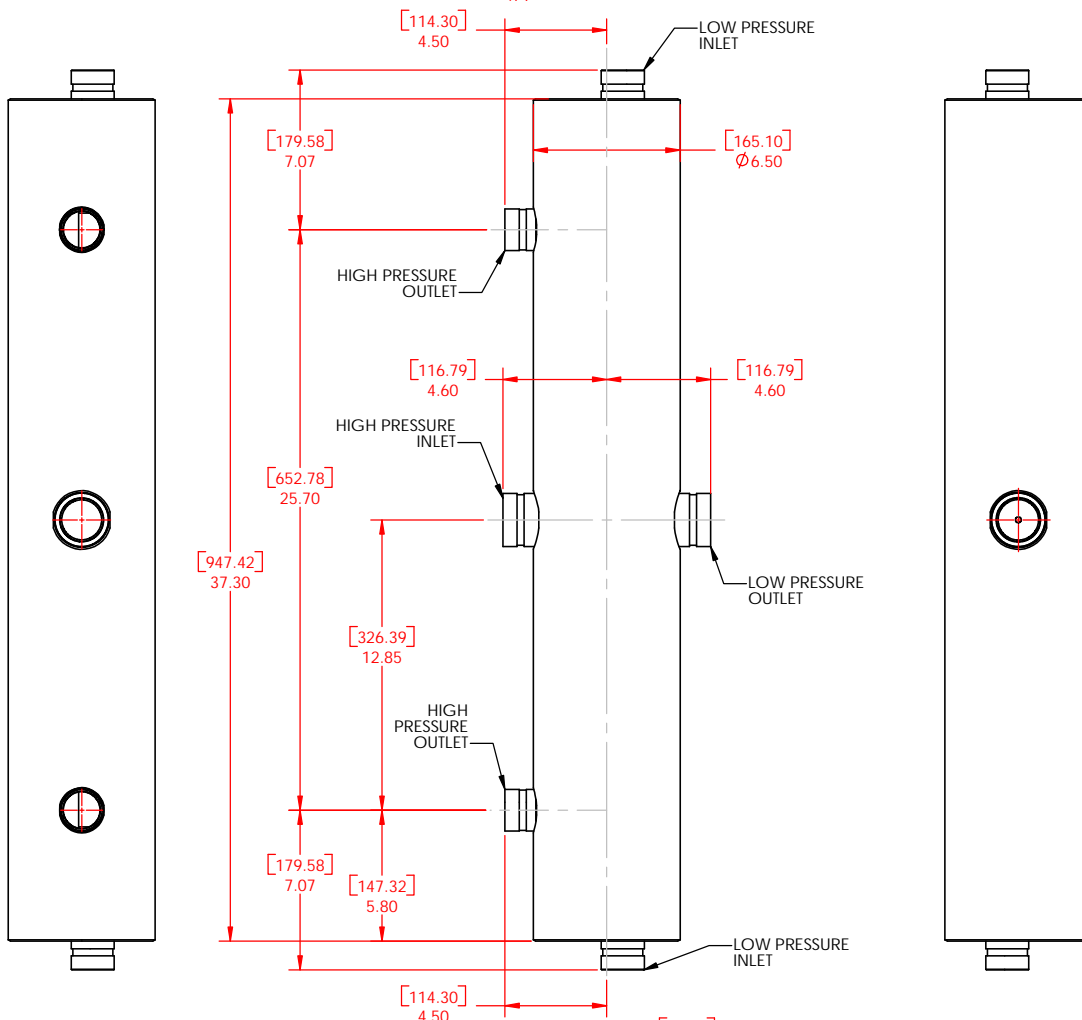 [114.30]
4.50
LOW PRESSURE
INLET
[179.58]
7.07
[165.10]
Ø6.50
HIGH PRESSURE
OUTLET
[116.79]
4.60
[116.79]
4.60
HIGH PRESSURE
INLET
[652.78]
25.70
[947.42]
37.30
LOW PRESSURE
OUTLET
[326.39]
12.85
HIGH
PRESSURE
OUTLET
[179.58]
7.07
[147.32]
5.80
LOW PRESSURE
INLET
[114.30]
4.50